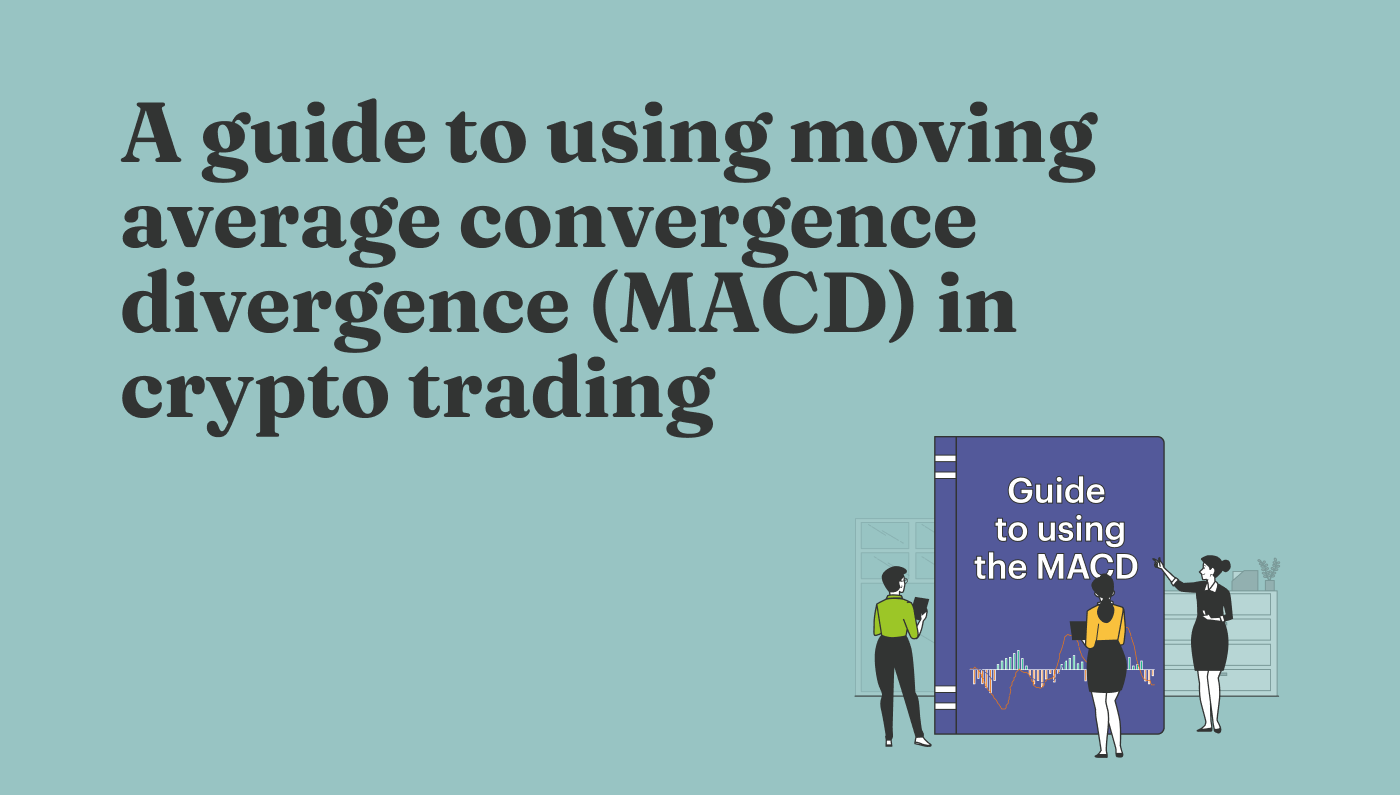 A guide to using moving
average convergence
divergence (MACD) in
crypto trading
Guide
to using
the MACD